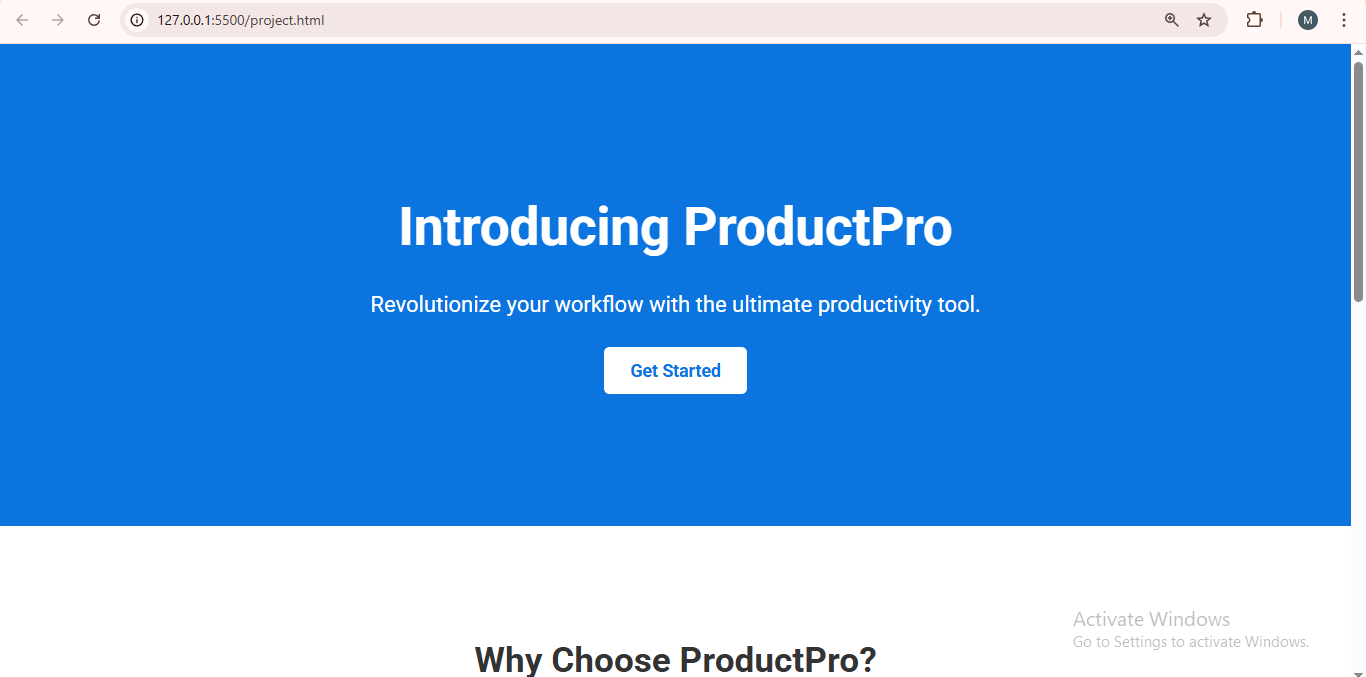 127.0.0.1:5500/project.html
M
Introducing ProductPro
Revolutionize your workflow with the ultimate productivity tool.
Get Started
Activate Windows
Go to Settings to activate Windows.
Why Choose ProductPro?